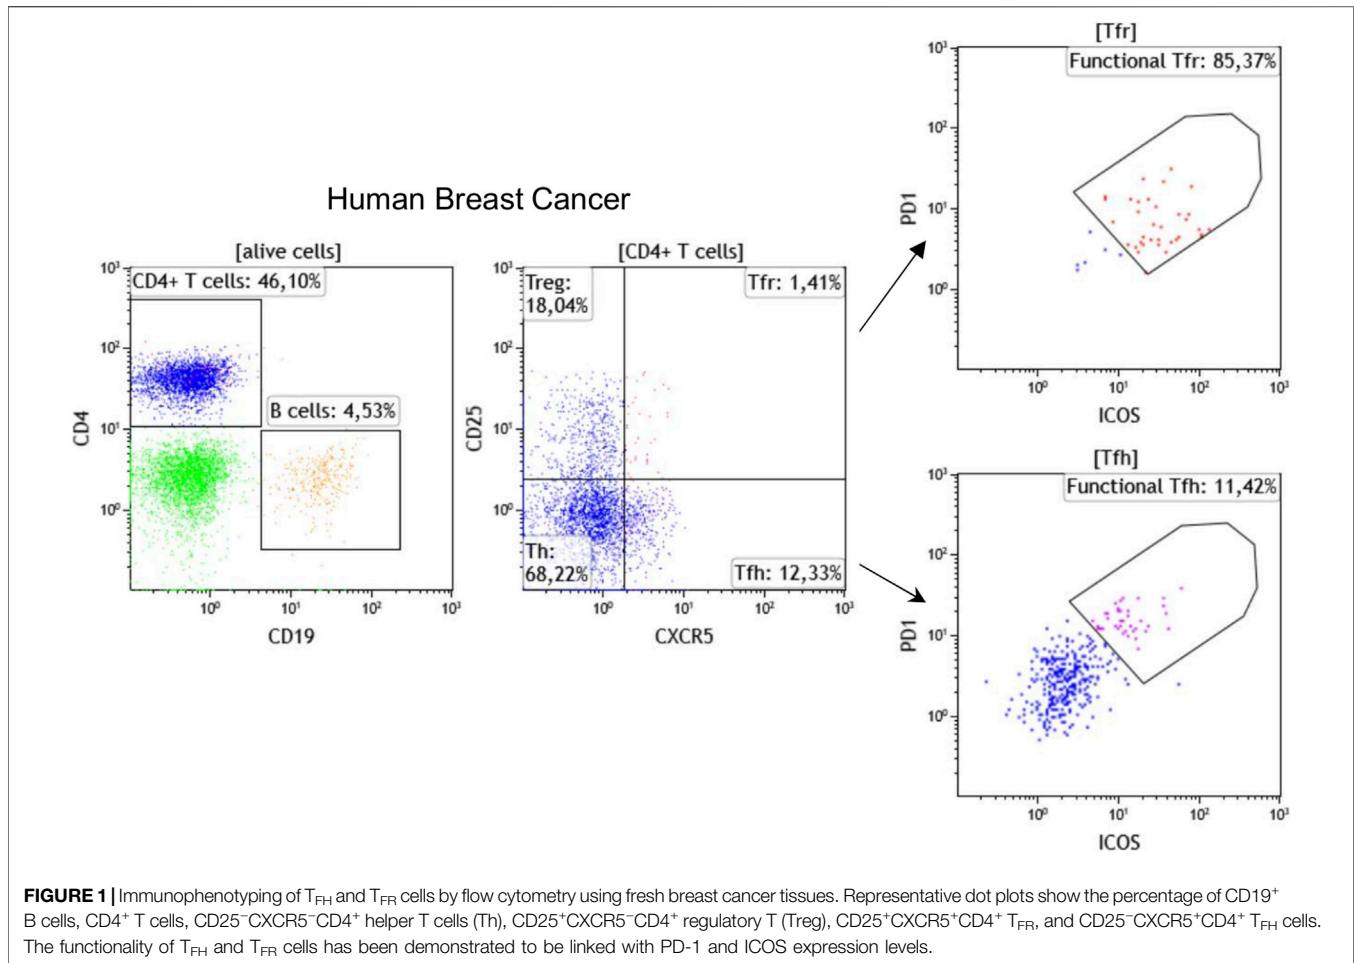 Human Breast Cancer
[alive cells]
CD4+ T cells: 46,10%
B cells: 4,53%
10³
10²
10¹
10⁰
CD4
10⁰ 10¹ 10² 10³
CD19
[CD4+ T cells]
Treg:
18,04%
Tfr: 1,41%
Th:
68,22%
Tfh: 12,33%
10³
10²
10¹
10⁰
CD25
10⁰ 10¹ 10² 10³
CXCR5
[Tfr]
Functional Tfr: 85,37%
10³
10²
10¹
10⁰
PD1
10⁰ 10¹ 10² 10³
ICOS
[Tfh]
Functional Tfh: 11,42%
10³
10²
10¹
10⁰
PD1
10⁰ 10¹ 10² 10³
ICOS
FIGURE 1 | Immunophenotyping of T_FH and T_FR cells by flow cytometry using fresh breast cancer tissues. Representative dot plots show the percentage of CD19⁺
B cells, CD4⁺ T cells, CD25⁻CXCR5⁻CD4⁺ helper T cells (Th), CD25⁺CXCR5⁻CD4⁺ regulatory T (Treg), CD25⁺CXCR5⁺CD4⁺ T_FR, and CD25⁻CXCR5⁺CD4⁺ T_FH cells.
The functionality of T_FH and T_FR cells has been demonstrated to be linked with PD-1 and ICOS expression levels.